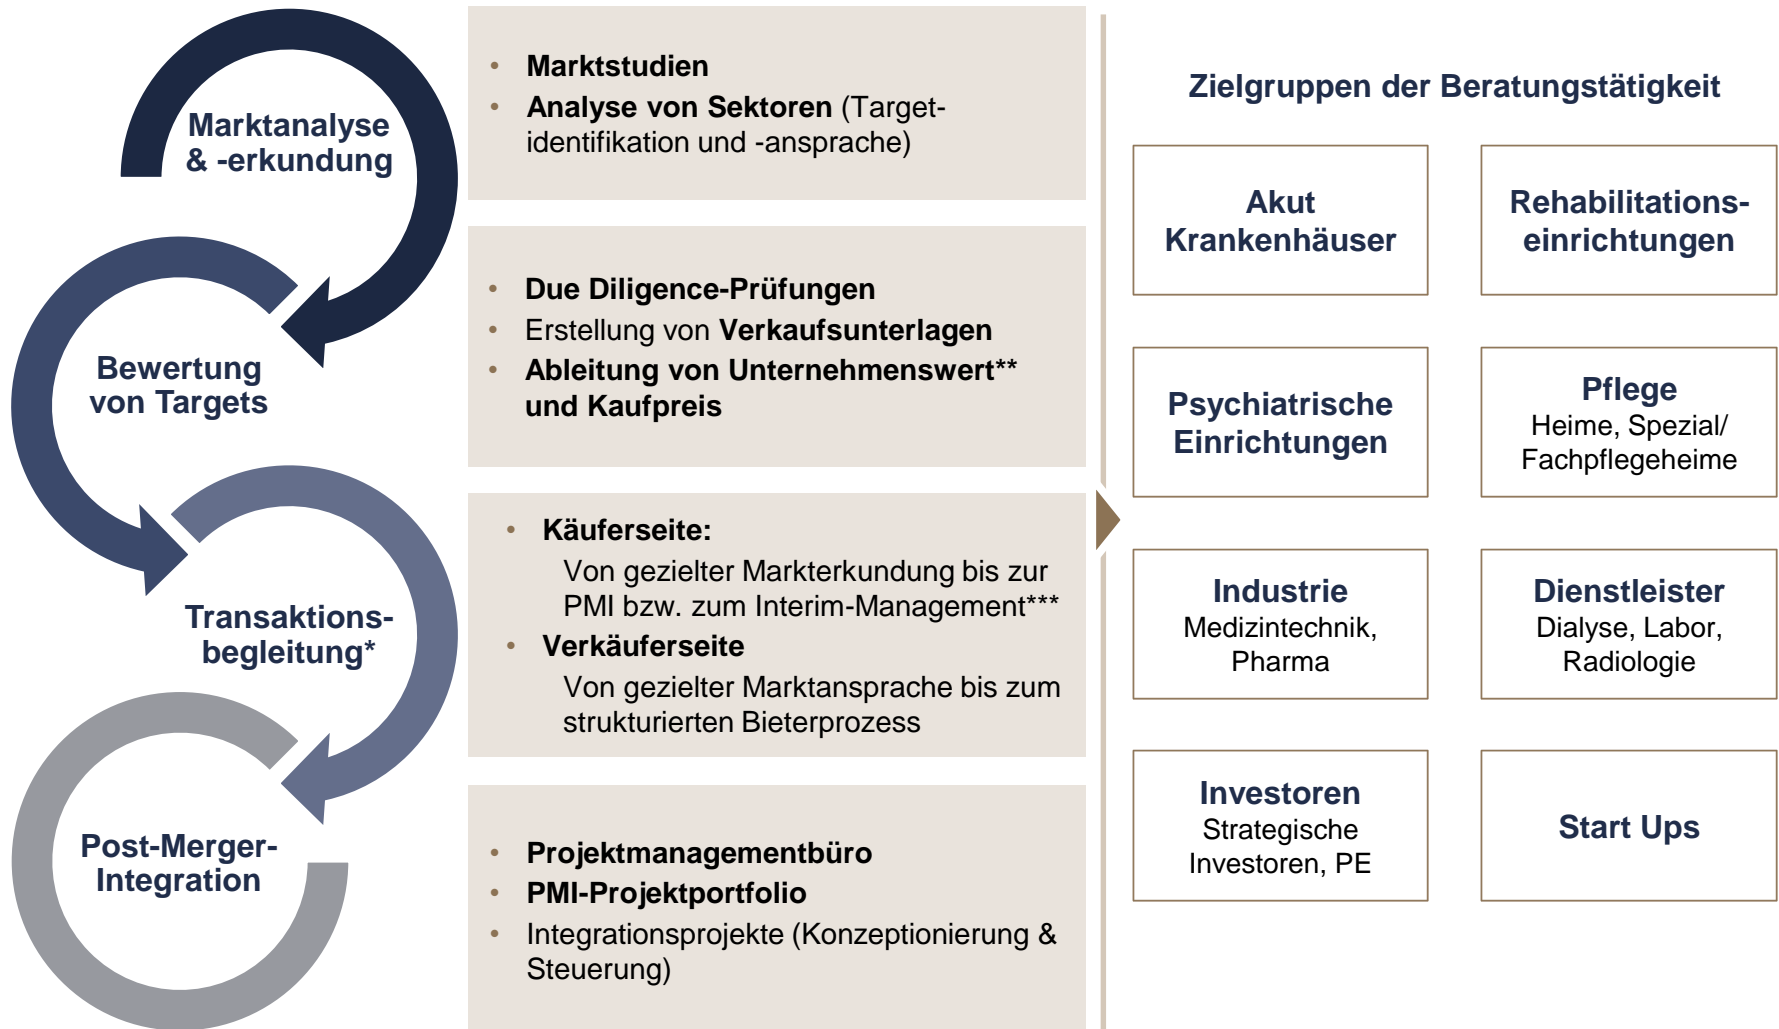 Marktanalyse
& -erkundung
• Marktstudien
• Analyse von Sektoren (Target-
identifikation und -ansprache)
Bewertung
von Targets
• Due Diligence-Prüfungen
• Erstellung von Verkaufsunterlagen
• Ableitung von Unternehmenswert**
und Kaufpreis
Transaktions-
begleitung*
• Käuferseite:
Von gezielter Markterkundung bis zur
PMI bzw. zum Interim-Management***
• Verkäuferseite
Von gezielter Marktansprache bis zum
strukturierten Bieterprozess
Post-Merger-
Integration
• Projektmanagementbüro
• PMI-Projektportfolio
• Integrationsprojekte (Konzeptionierung &
Steuerung)
Zielgruppen der Beratungstätigkeit
Akut
Krankenhäuser
Rehabilitations-
einrichtungen
Psychiatrische
Einrichtungen
Pflege
Heime, Spezial/
Fachpflegeheime
Industrie
Medizintechnik,
Pharma
Dienstleister
Dialyse, Labor,
Radiologie
Investoren
Strategische
Investoren, PE
Start Ups